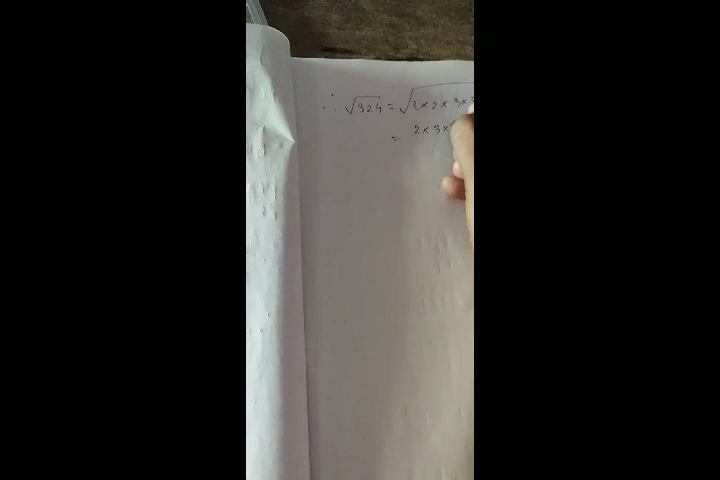 ∴ √324 = √2×2×3×
= 2×3×